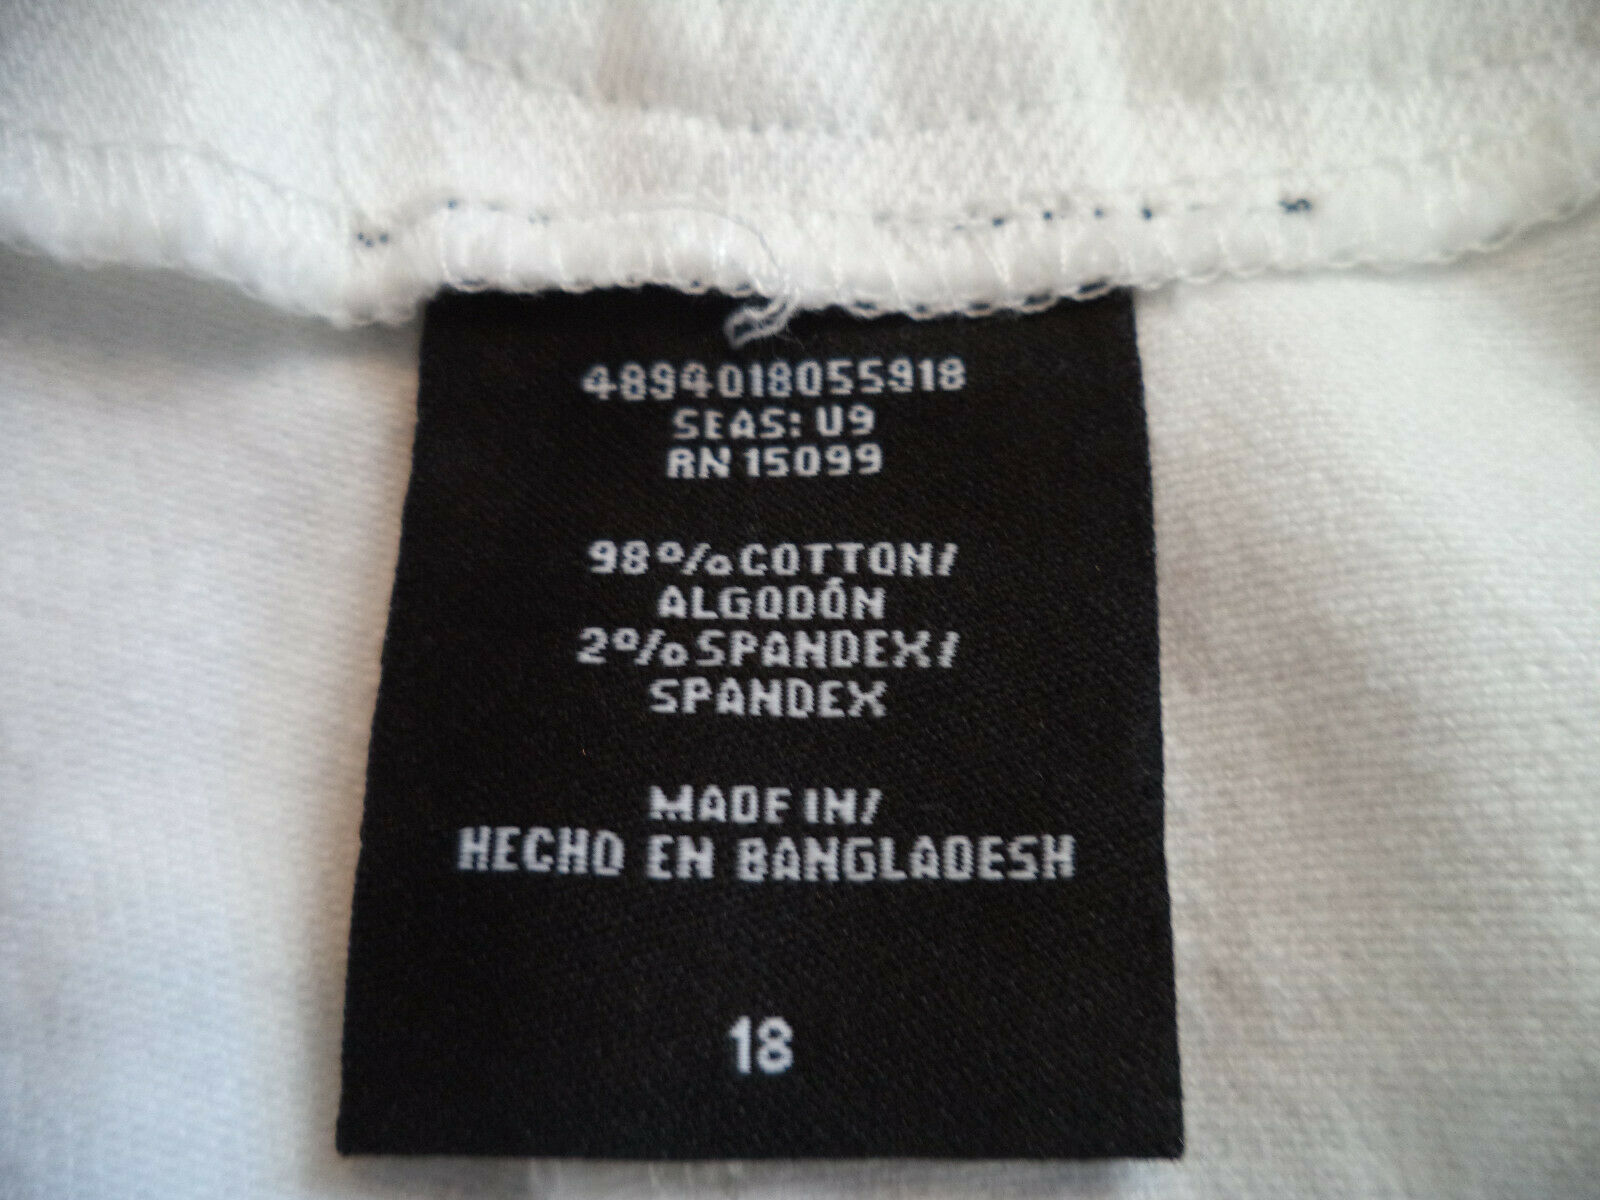 4894018055918
SEAS: U9
RN 15099
98% COTTON/
ALGODÓN
2% SPANDEX/
SPANDEX
MADE IN/
HECHO EN BANGLADESH
18